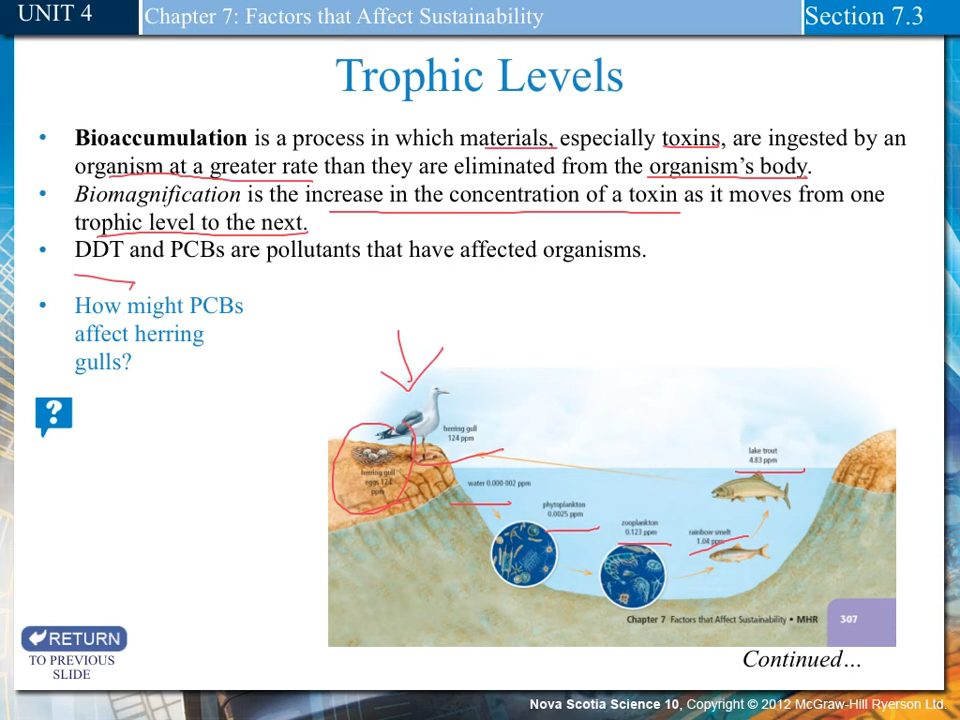 UNIT 4
Chapter 7: Factors that Affect Sustainability
Section 7.3
Trophic Levels
• Bioaccumulation is a process in which materials, especially toxins, are ingested by an
organism at a greater rate than they are eliminated from the organism's body.
• Biomagnification is the increase in the concentration of a toxin as it moves from one
trophic level to the next.
• DDT and PCBs are pollutants that have affected organisms.
• How might PCBs
affect herring
gulls?
?
herring gull
124 ppm
herring gull
eggs 124
ppm
water 0.000 002 ppm
phytoplankton
0.0025 ppm
zooplankton
0.123 ppm
rainbow smelt
1.04 ppm
lake trout
4.83 ppm
Chapter 7 Factors that Affect Sustainability • MHR
307
RETURN
TO PREVIOUS
SLIDE
Continued…
Nova Scotia Science 10, Copyright © 2012 McGraw-Hill Ryerson Ltd.